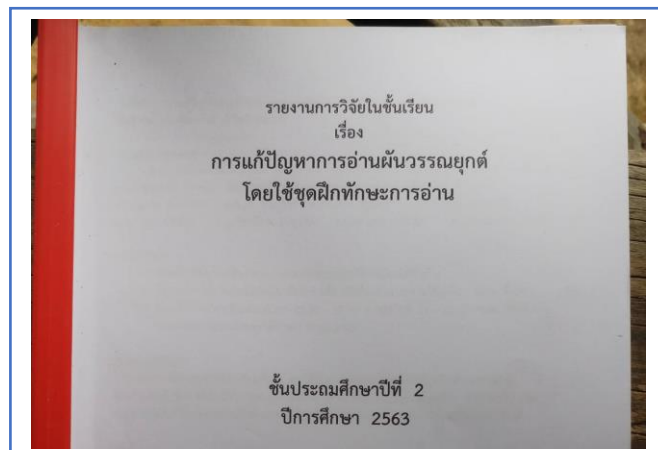 รายงานการวิจัยในชั้นเรียน
เรื่อง
การแก้ปัญหาการอ่านผันวรรณยุกต์
โดยใช้ชุดฝึกทักษะการอ่าน
ชั้นประถมศึกษาปีที่ 2
ปีการศึกษา 2563